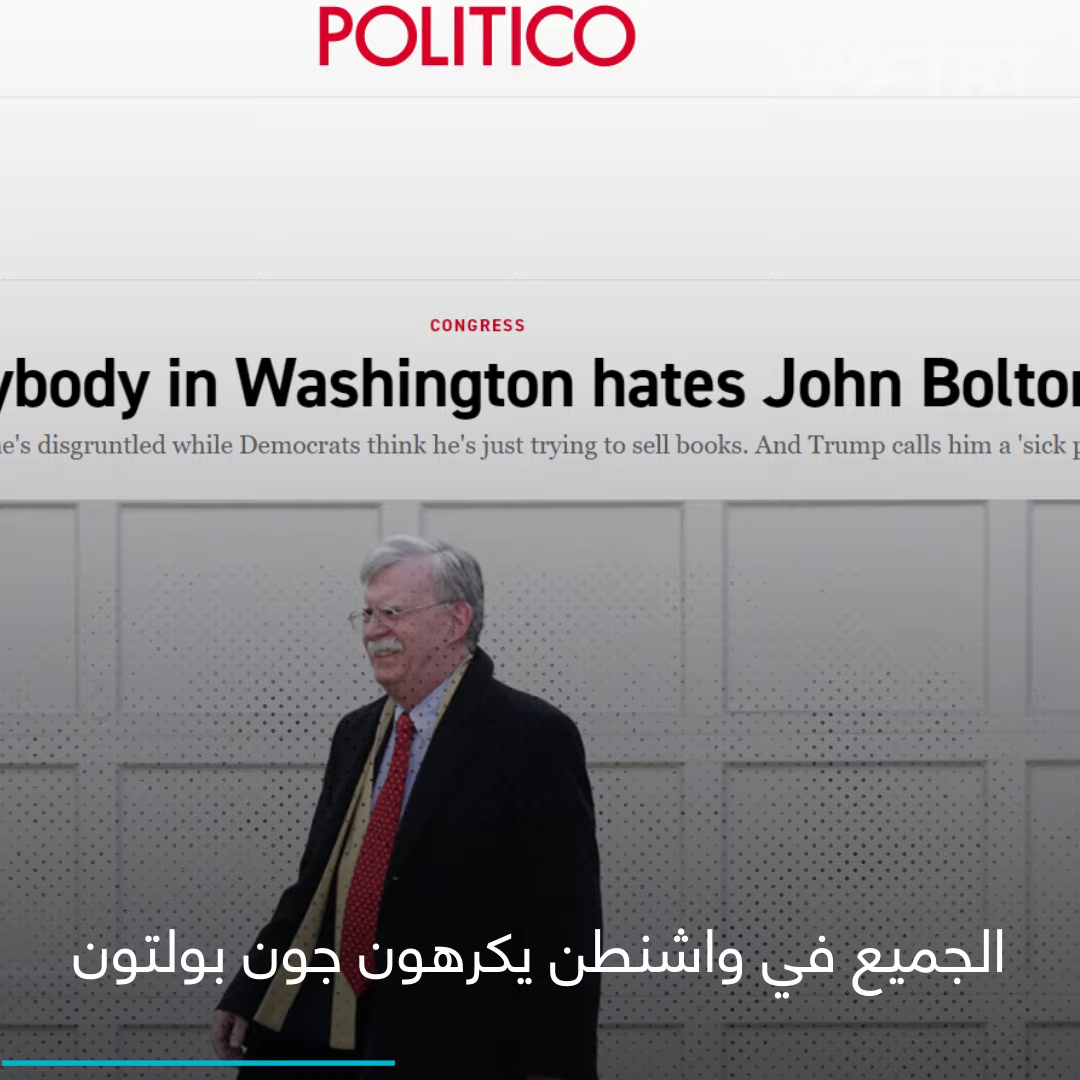 POLITICO
CONGRESS
ybody in Washington hates John Bolto
e's disgruntled while Democrats think he's just trying to sell books. And Trump calls him a 'sick p
الجميع في واشنطن يكرهون جون بولتون